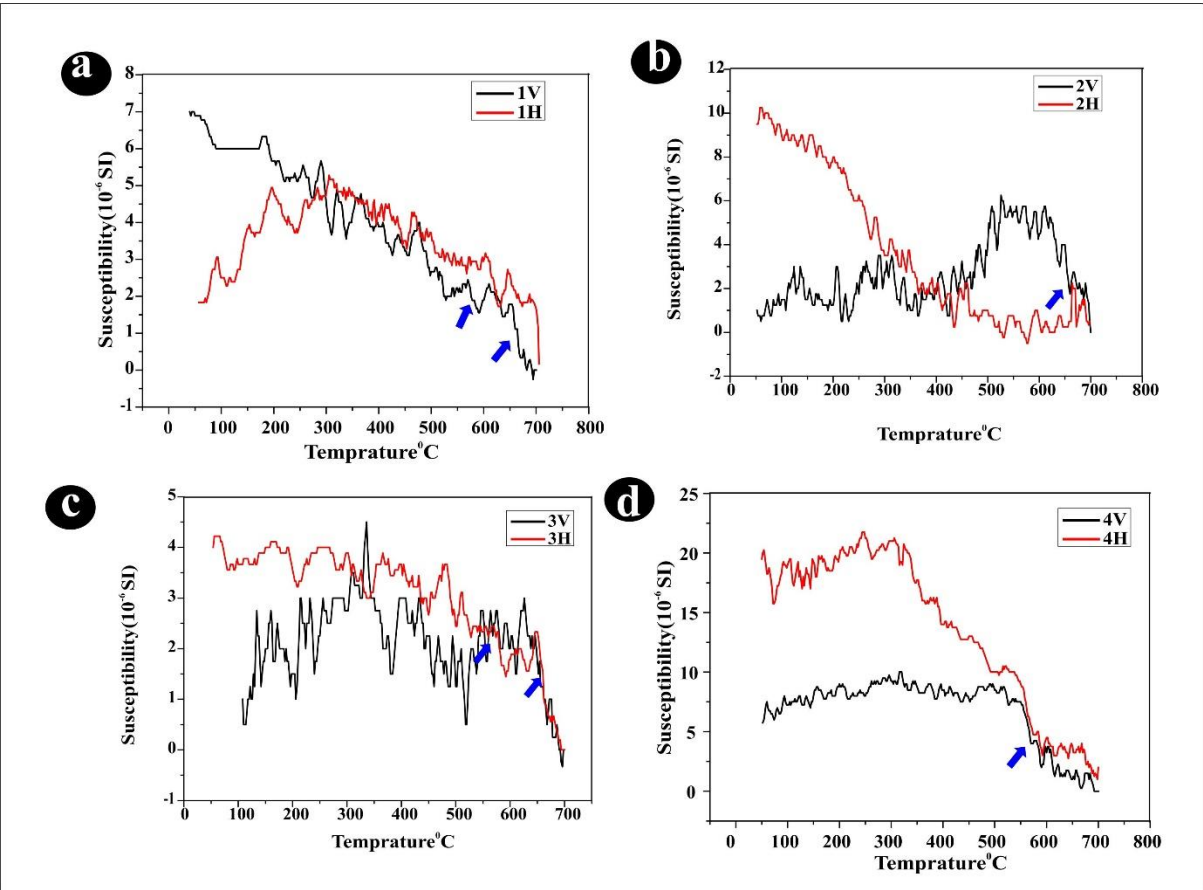 a
8
7
6
5
4
3
2
1
0
-1
Susceptibility(10⁻⁶ SI)
1V
1H
0 100 200 300 400 500 600 700 800
Temprature⁰C
b
12
10
8
6
4
2
0
-2
Susceptibility(10⁻⁶ SI)
2V
2H
0 100 200 300 400 500 600 700 800
Temprature⁰C
c
5
4
3
2
1
0
-1
Susceptibility(10⁻⁶ SI)
3V
3H
100 200 300 400 500 600 700
Temprature⁰C
d
25
20
15
10
5
0
Susceptibility(10⁻⁶ SI)
4V
4H
0 100 200 300 400 500 600 700 800
Temprature⁰C